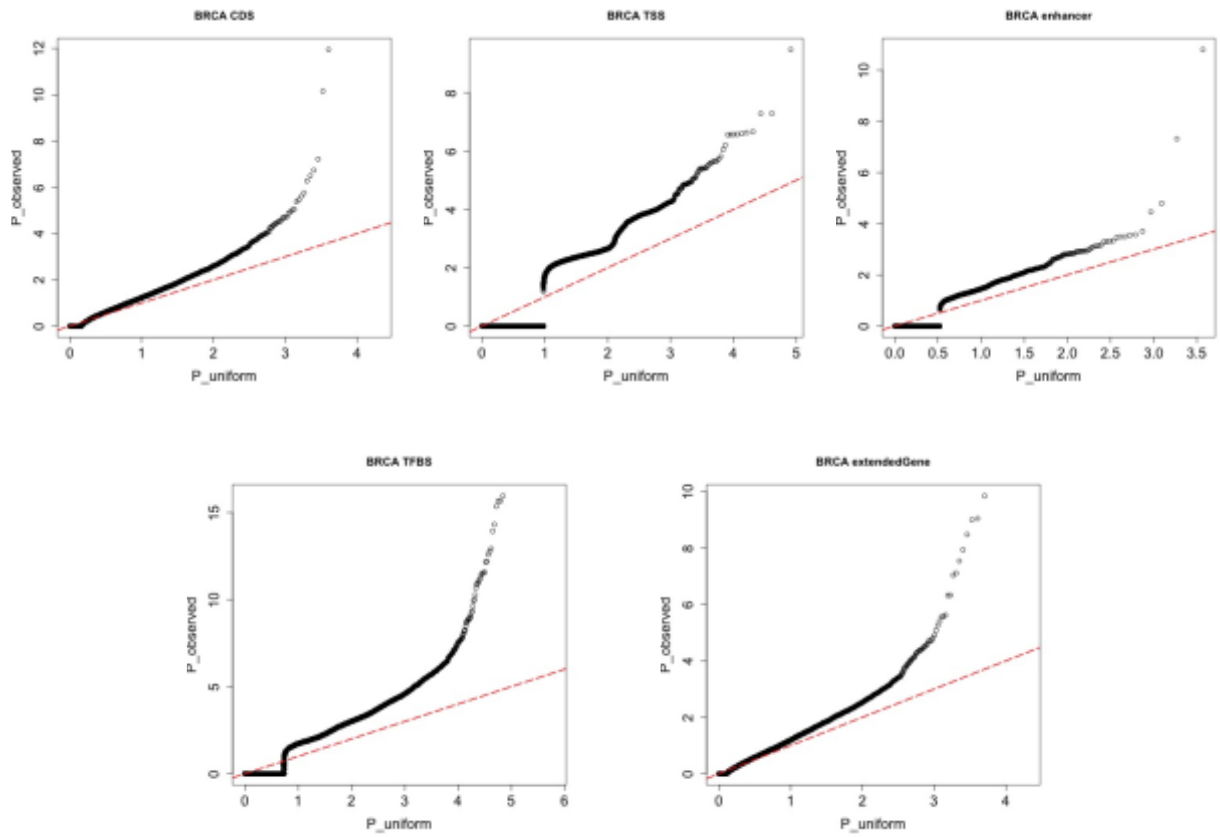 BRCA CDS
P_observed
12
10
8
6
4
2
0
0 1 2 3 4
P_uniform
BRCA TSS
P_observed
8
6
4
2
0
0 1 2 3 4 5
P_uniform
BRCA enhancer
P_observed
10
8
6
4
2
0
0.0 0.5 1.0 1.5 2.0 2.5 3.0 3.5
P_uniform
BRCA TFBS
P_observed
15
10
5
0
0 1 2 3 4 5 6
P_uniform
BRCA extendedGene
P_observed
10
8
6
4
2
0
0 1 2 3 4
P_uniform